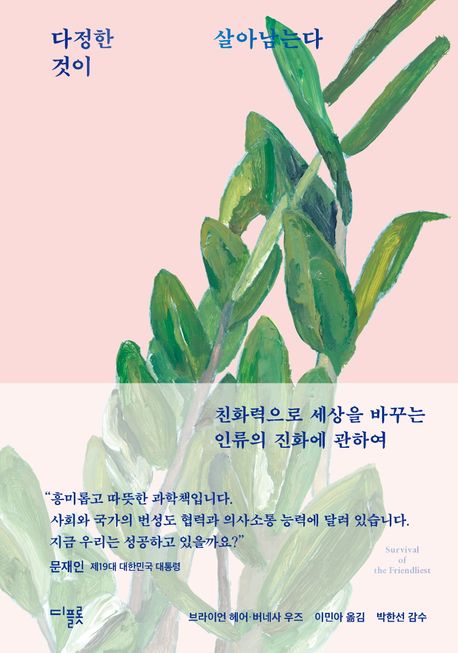 다정한 살아남는다
것이
친화력으로 세상을 바꾸는
인류의 진화에 관하여
“흥미롭고 따뜻한 과학책입니다.
사회와 국가의 번성도 협력과 의사소통 능력에 달려 있습니다.
지금 우리는 성공하고 있을까요?”
문재인 제19대 대한민국 대통령
Survival
of
the Friendliest
디플롯
브라이언 헤어·버네사 우즈 이민아 옮김 박한선 감수